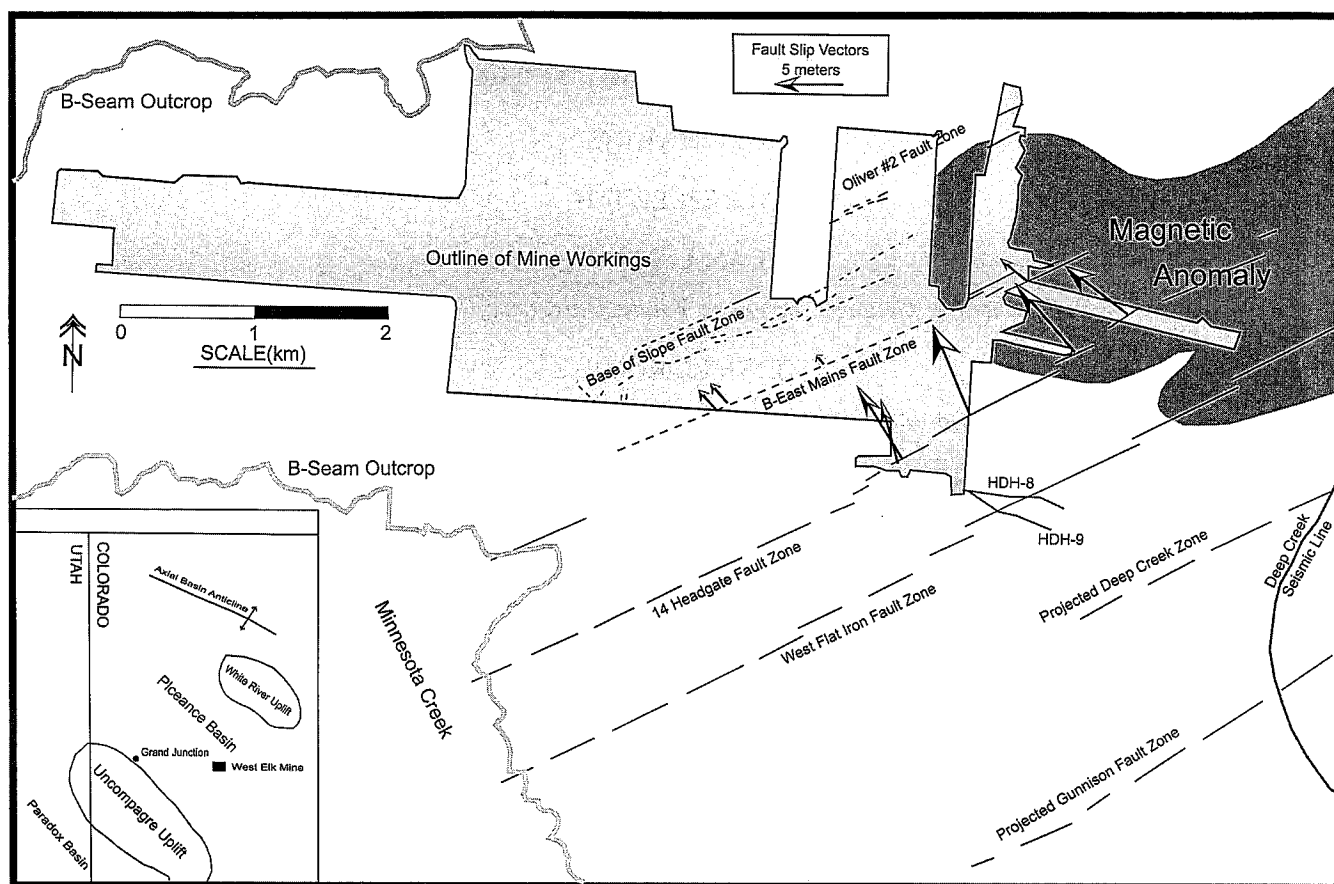 Fault Slip Vectors
5 meters
B-Seam Outcrop
Oliver #2 Fault Zone
Magnetic
Anomaly
Outline of Mine Workings
0 1 2
SCALE(km)
N
Base of Slope Fault Zone
B-East Mains Fault Zone
B-Seam Outcrop
HDH-8
HDH-9
14 Headgate Fault Zone
West Flat Iron Fault Zone
Projected Deep Creek Zone
Deep Creek
Seismic Line
Minnesota Creek
Projected Gunnison Fault Zone
UTAH
COLORADO
Axial Basin Anticline
White River Uplift
Piceance Basin
Grand Junction
West Elk Mine
Uncompagre Uplift
Paradox Basin